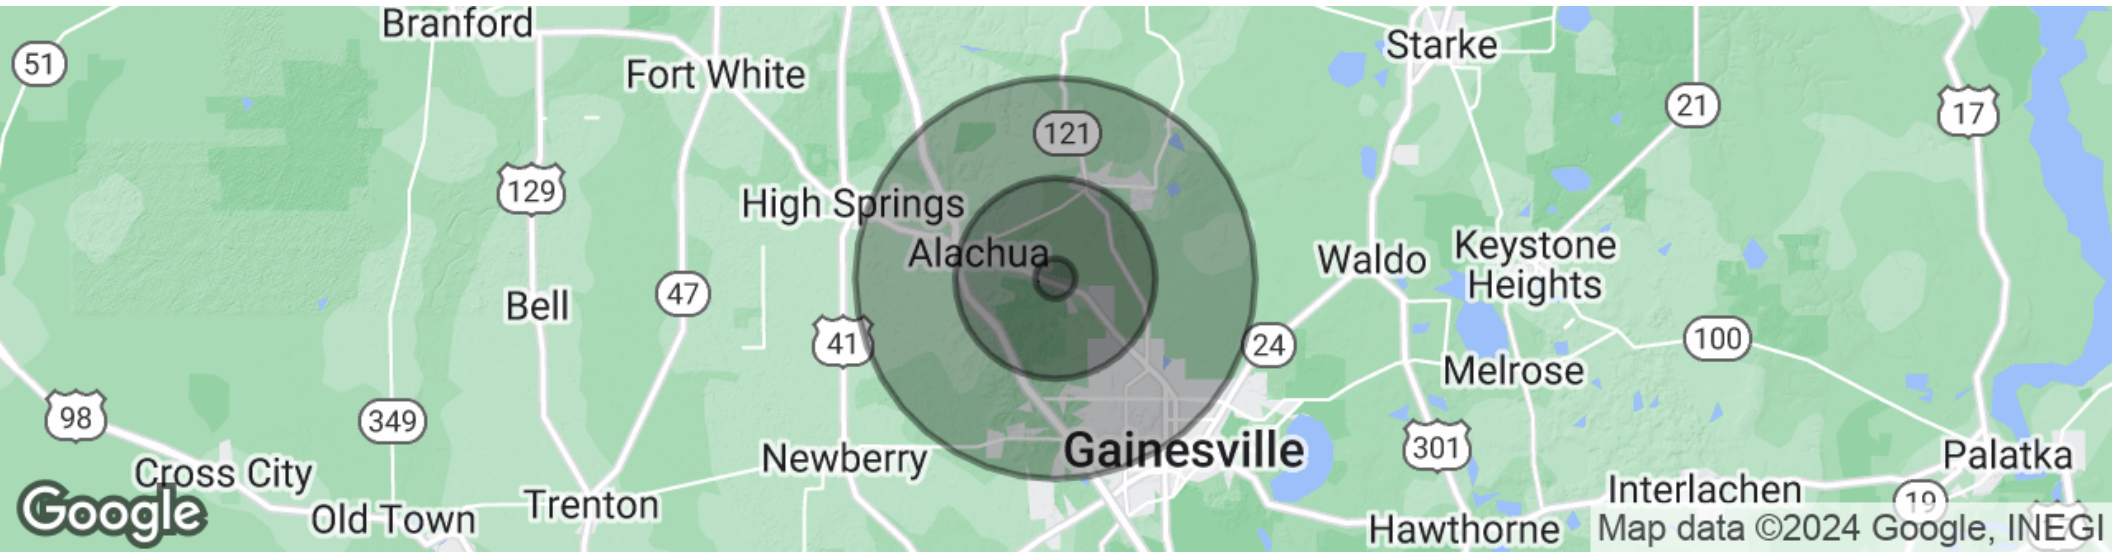 Branford
Starke
51
Fort White
21
17
121
129
High Springs
Alachua
Waldo
Keystone
Heights
47
Bell
41
24
100
Melrose
98
349
301
Gainesville
Newberry
Palatka
Cross City
Interlachen
19
Google
Old Town
Trenton
Hawthorne
Map data ©2024 Google, INEGI